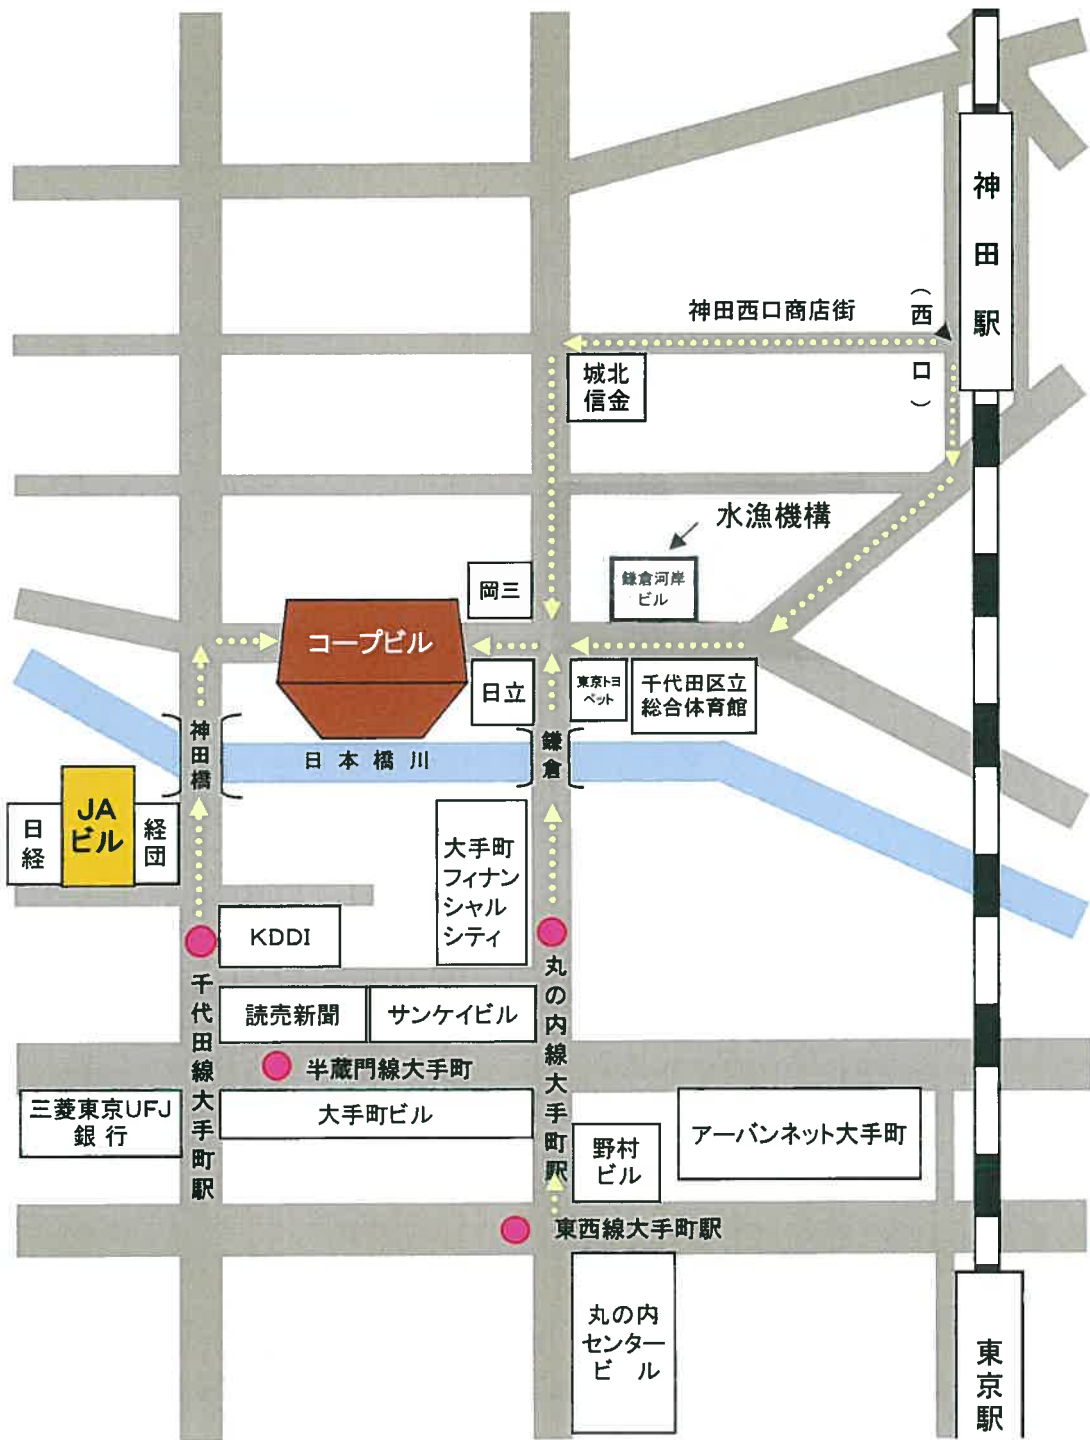 神田駅
神田西口商店街
（西口）
城北
信金
水漁機構
鎌倉河岸
ビル
岡三
コープビル
日立
東京トヨ
ペット
千代田区立
総合体育館
神田橋
鎌倉
日本橋川
日経
JA
ビル
経団
大手町
フィナン
シャル
シティ
KDDI
千代田線大手町駅
丸の内線大手町駅
読売新聞
サンケイビル
半蔵門線大手町
三菱東京UFJ
銀行
大手町ビル
野村
ビル
アーバンネット大手町
東西線大手町駅
丸の内
センター
ビル
東京駅